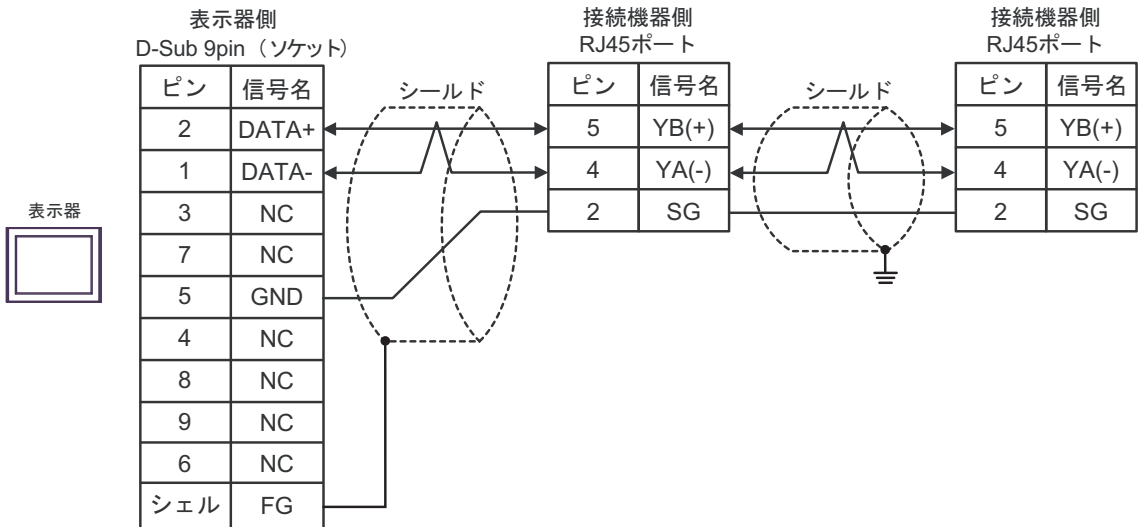 表示器側
D-Sub 9pin（ソケット）
接続機器側
RJ45ポート
接続機器側
RJ45ポート
シールド
シールド
表示器
ピン 信号名
2 DATA+
1 DATA-
3 NC
7 NC
5 GND
4 NC
8 NC
9 NC
6 NC
シェル FG
ピン 信号名
5 YB(+)
4 YA(-)
2 SG
ピン 信号名
5 YB(+)
4 YA(-)
2 SG